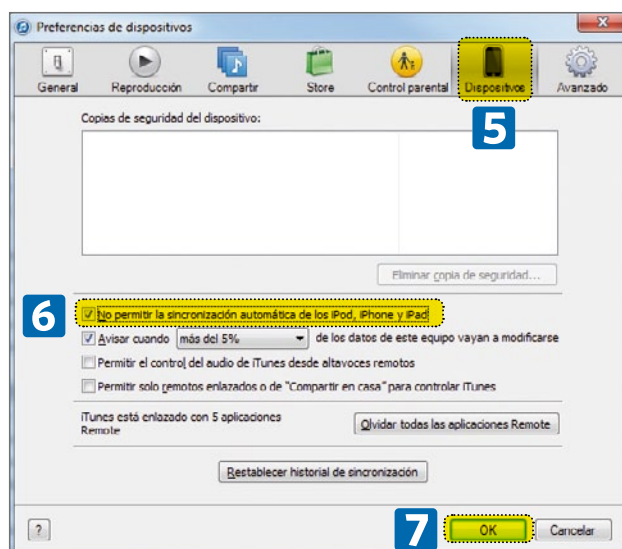 Preferencias de dispositivos
General Reproducción Compartir Store Control parental Dispositivos Avanzado
5
Copias de seguridad del dispositivo:
Eliminar copia de seguridad...
6
No permitir la sincronización automática de los iPod, iPhone y iPad
Avisar cuando más del 5% de los datos de este equipo vayan a modificarse
Permitir el control del audio de iTunes desde altavoces remotos
Permitir solo remotos enlazados o de "Compartir en casa" para controlar iTunes
iTunes está enlazado con 5 aplicaciones
Remote
Olvidar todas las aplicaciones Remote
Restablecer historial de sincronización
? 7 OK Cancelar